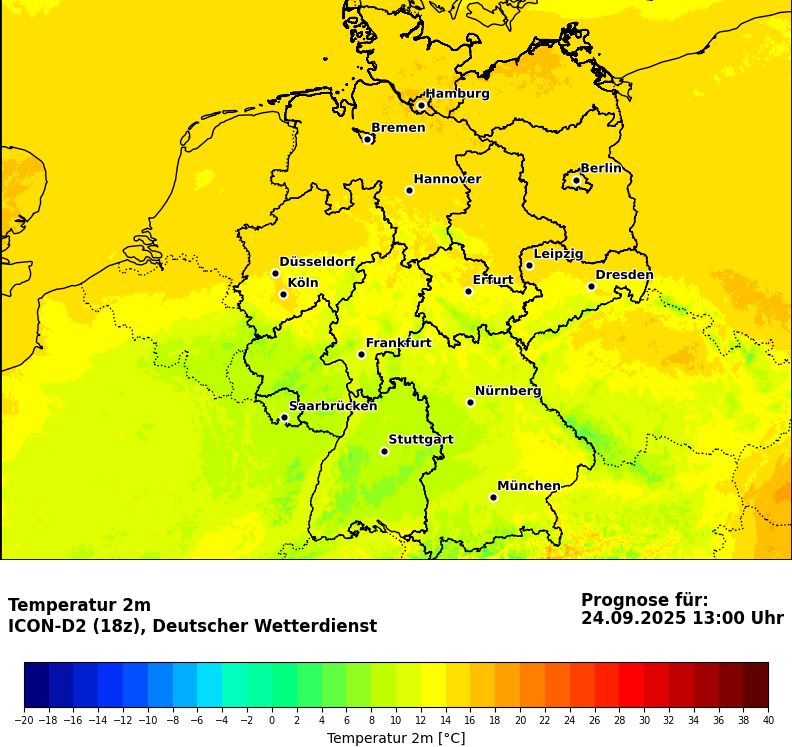 Hamburg
Bremen
Berlin
Hannover
Leipzig
Düsseldorf
Dresden
Köln
Erfurt
Frankfurt
Nürnberg
Saarbrücken
Stuttgart
München
Temperatur 2m
ICON-D2 (18z), Deutscher Wetterdienst
Prognose für:
24.09.2025 13:00 Uhr
−20 −18 −16 −14 −12 −10 −8 −6 −4 −2 0 2 4 6 8 10 12 14 16 18 20 22 24 26 28 30 32 34 36 38 40
Temperatur 2m [°C]